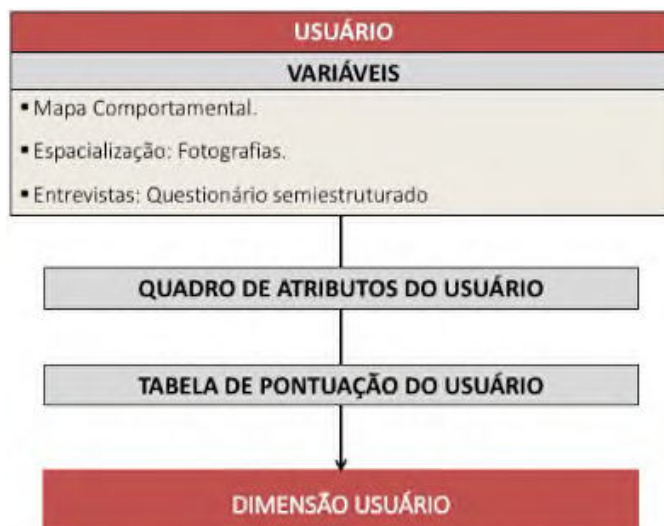 USUÁRIO
VARIÁVEIS
▪ Mapa Comportamental.
▪ Espacialização: Fotografias.
▪ Entrevistas: Questionário semiestruturado
QUADRO DE ATRIBUTOS DO USUÁRIO
TABELA DE PONTUAÇÃO DO USUÁRIO
DIMENSÃO USUÁRIO